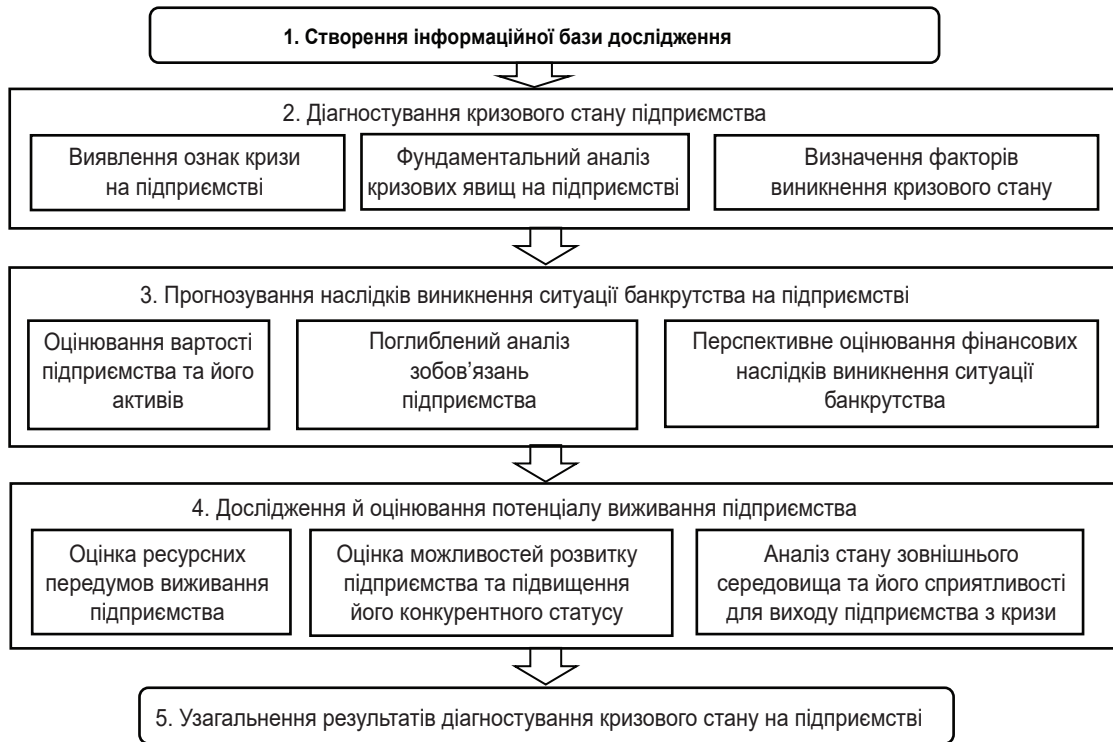 1. Створення інформаційної бази дослідження
2. Діагностування кризового стану підприємства
Виявлення ознак кризи
на підприємстві
Фундаментальний аналіз
кризових явищ на підприємстві
Визначення факторів
виникнення кризового стану
3. Прогнозування наслідків виникнення ситуації банкрутства на підприємстві
Оцінювання вартості
підприємства та його
активів
Поглиблений аналіз
зобов’язань
підприємства
Перспективне оцінювання фінансових
наслідків виникнення ситуації
банкрутства
4. Дослідження й оцінювання потенціалу виживання підприємства
Оцінка ресурсних
передумов виживання
підприємства
Оцінка можливостей розвитку
підприємства та підвищення
його конкурентного статусу
Аналіз стану зовнішнього
середовища та його сприятливості
для виходу підприємства з кризи
5. Узагальнення результатів діагностування кризового стану на підприємстві